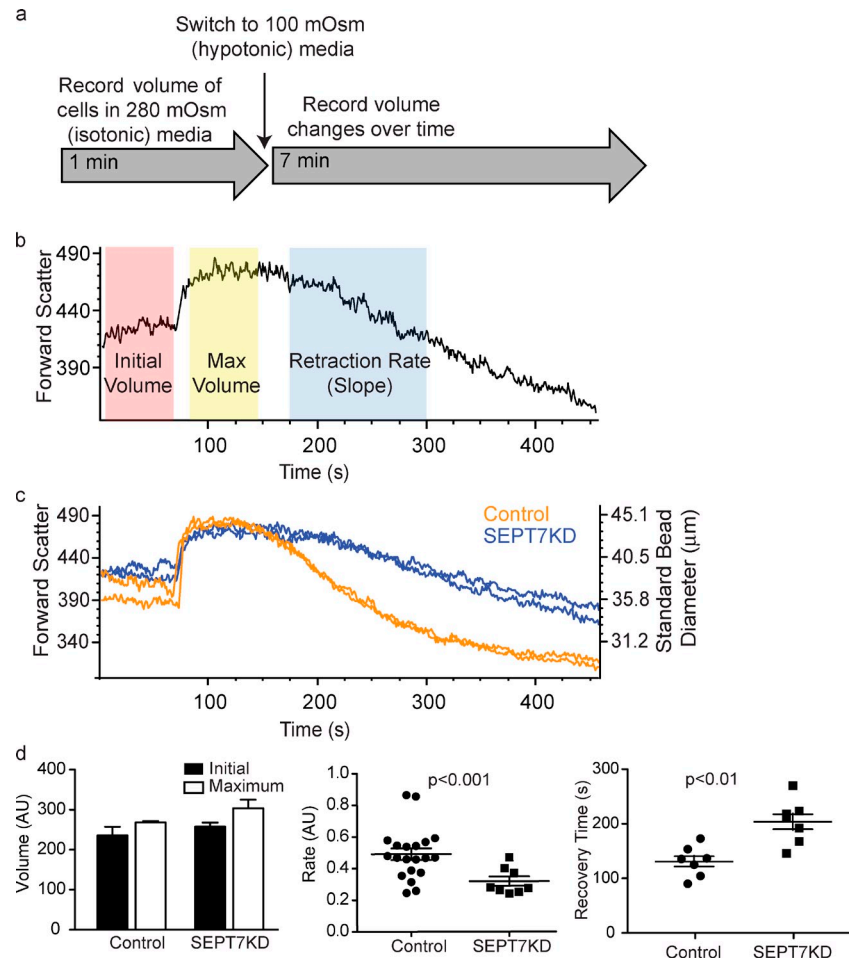 a
Switch to 100 mOsm
(hypotonic) media
Record volume of
cells in 280 mOsm
(isotonic) media
Record volume
changes over time
1 min
7 min
b
490
440
390
Forward Scatter
Initial
Volume
Max
Volume
Retraction Rate
(Slope)
100
200
300
400
Time (s)
c
490
440
390
340
Forward Scatter
Control
SEPT7KD
45.1
40.5
35.8
31.2
Standard Bead
Diameter (μm)
100
200
300
400
Time (s)
d
400
300
200
100
0
Volume (AU)
Initial
Maximum
Control
SEPT7KD
1.0
0.8
0.6
0.4
0.2
0
Rate (AU)
p<0.001
Control
SEPT7KD
300
200
100
0
Recovery Time (s)
p<0.01
Control
SEPT7KD